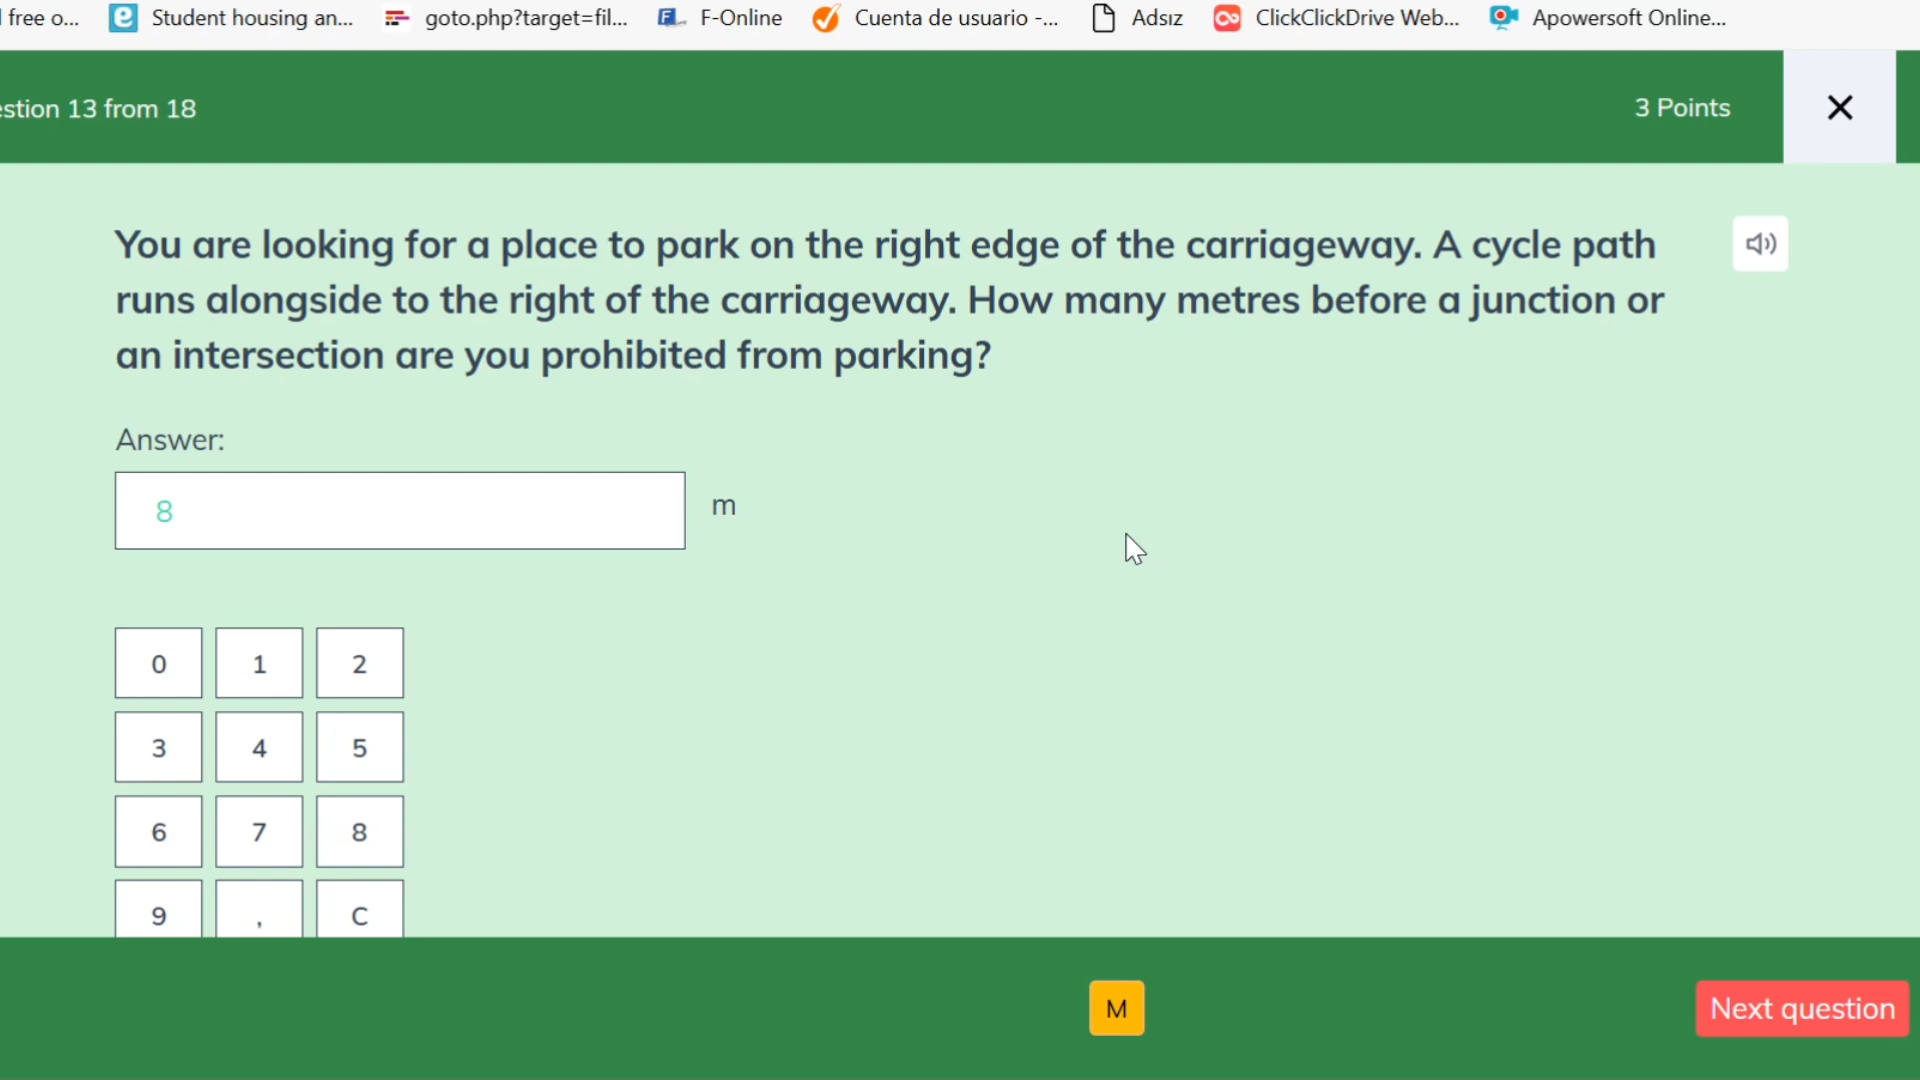 free o...
Student housing an...
goto.php?target=fil...
F-Online
Cuenta de usuario -...
Adsız
ClickClickDrive Web...
Apowersoft Online...
estion 13 from 18
3 Points
You are looking for a place to park on the right edge of the carriageway. A cycle path
runs alongside to the right of the carriageway. How many metres before a junction or
an intersection are you prohibited from parking?
Answer:
8
m
0 1 2
3 4 5
6 7 8
9 , C
M
Next question